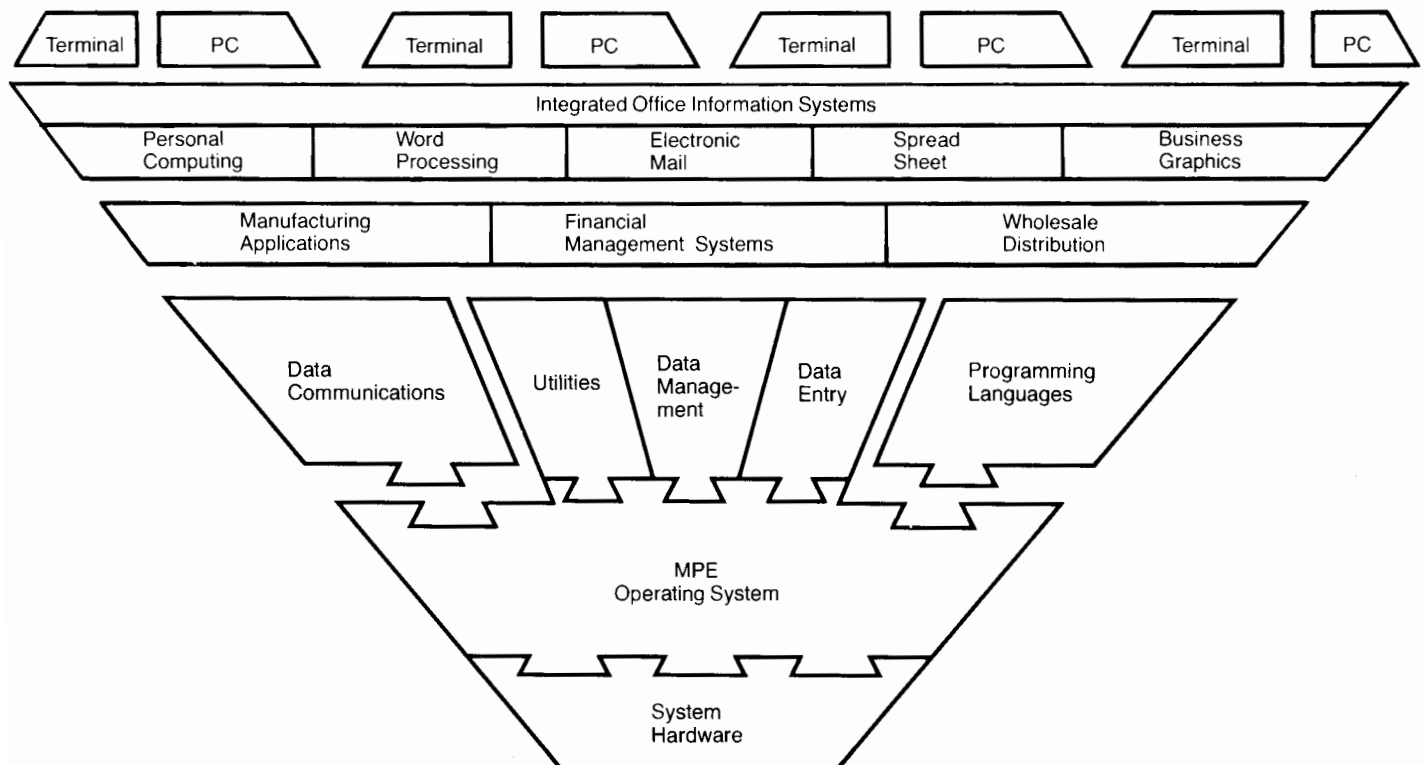 Terminal
PC
Terminal
PC
Terminal
PC
Terminal
PC
Integrated Office Information Systems
Personal
Computing
Word
Processing
Electronic
Mail
Spread
Sheet
Business
Graphics
Manufacturing
Applications
Financial
Management Systems
Wholesale
Distribution
Data
Communications
Utilities
Data
Manage-
ment
Data
Entry
Programming
Languages
MPE
Operating System
System
Hardware